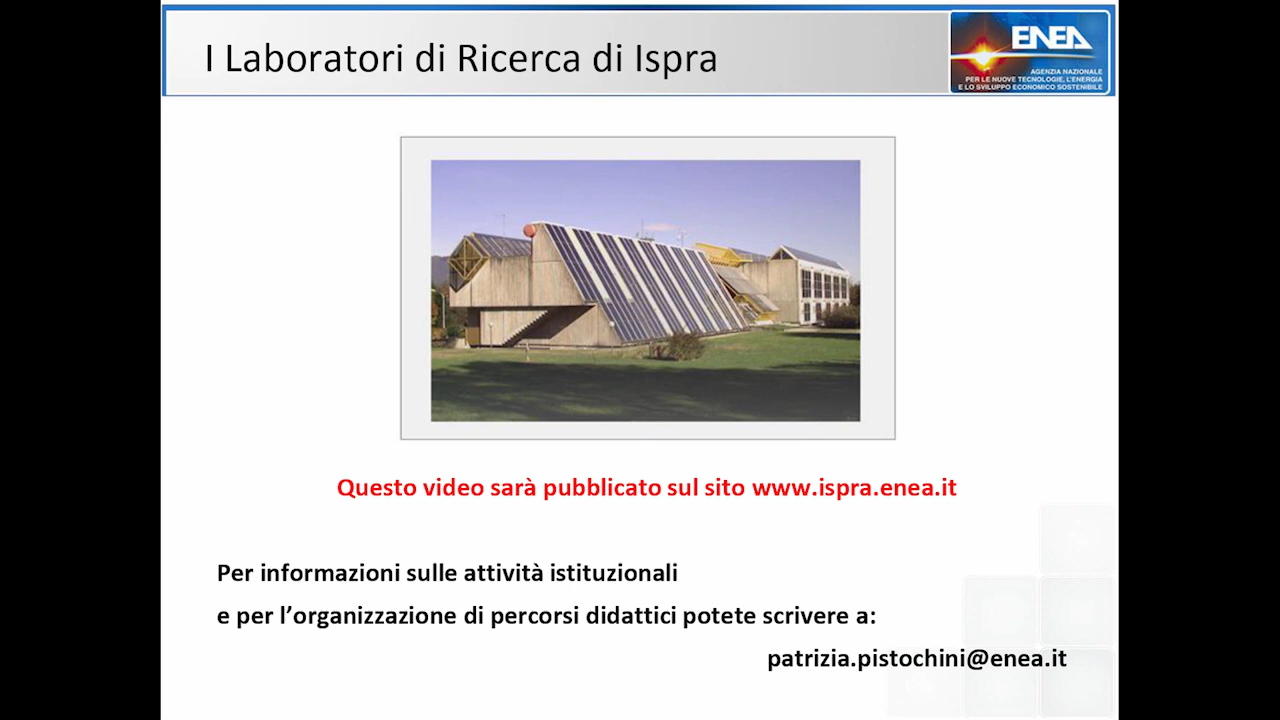 I Laboratori di Ricerca di Ispra
ENEA
AGENZIA NAZIONALE
PER LE NUOVE TECNOLOGIE, L'ENERGIA
E LO SVILUPPO ECONOMICO SOSTENIBILE
Questo video sarà pubblicato sul sito www.ispra.enea.it
Per informazioni sulle attività istituzionali
e per l’organizzazione di percorsi didattici potete scrivere a:
patrizia.pistochini@enea.it